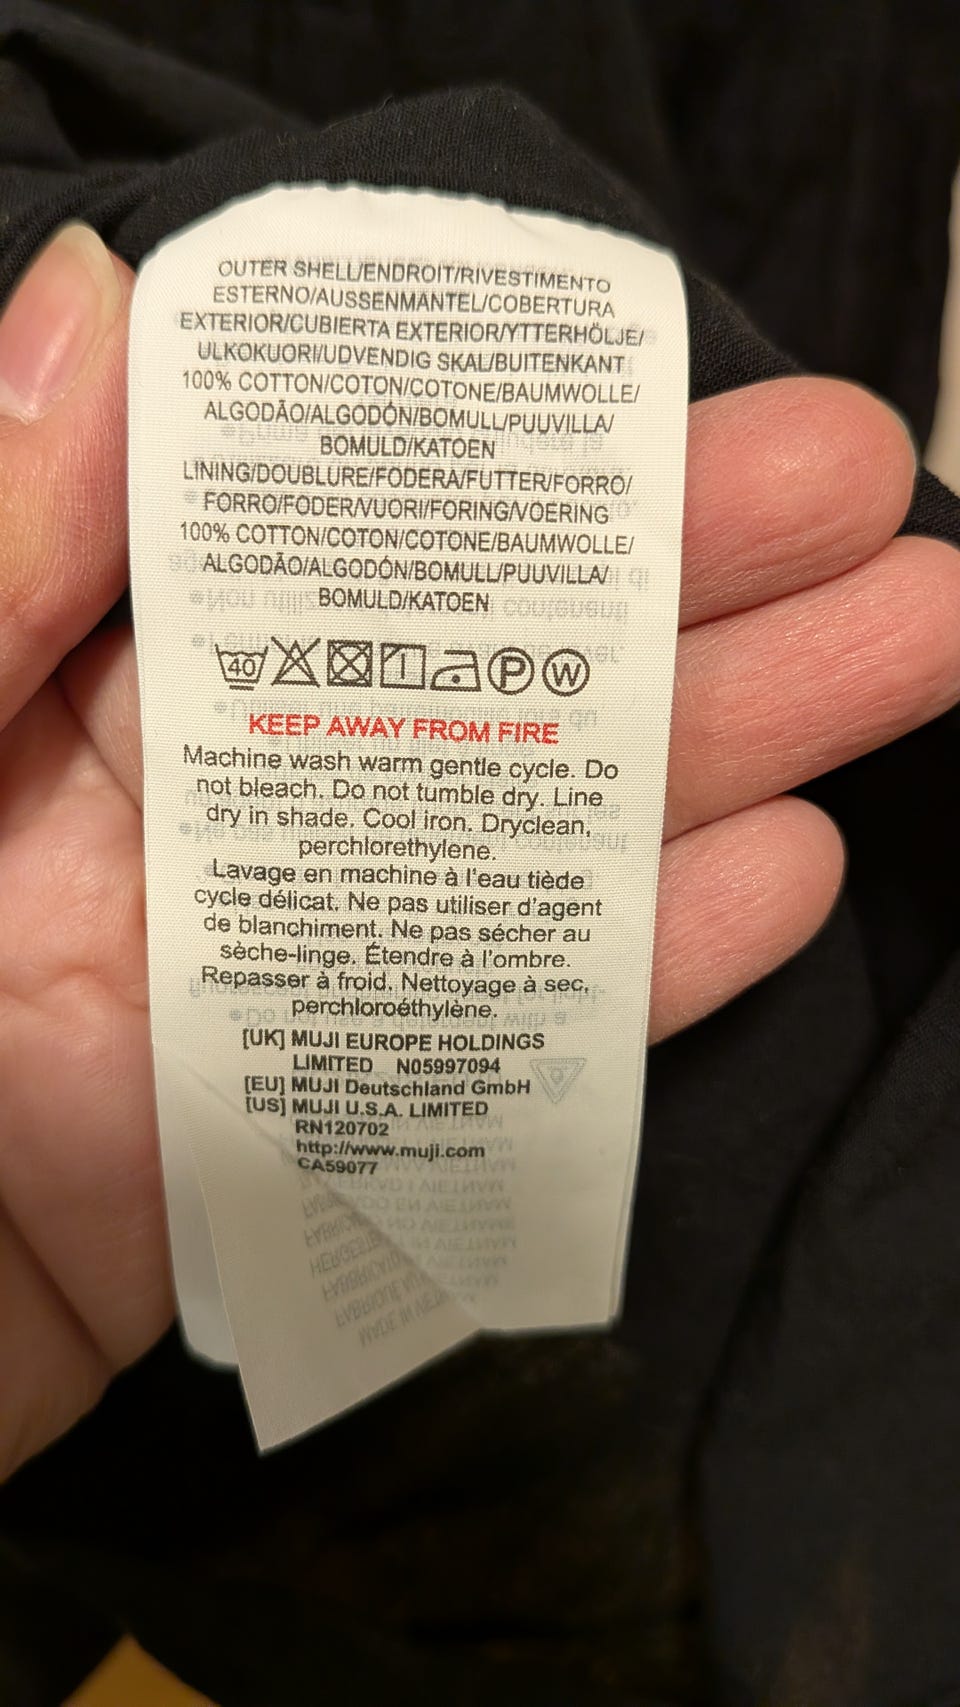 OUTER SHELL/ENDROIT/RIVESTIMENTO
ESTERNO/AUSSENMANTEL/COBERTURA
EXTERIOR/CUBIERTA EXTERIOR/YTTERHÖLJE/
ULKOKUORI/UDVENDIG SKAL/BUITENKANT
100% COTTON/COTON/COTONE/BAUMWOLLE/
ALGODÃO/ALGODÓN/BOMULL/PUUVILLA/
BOMULD/KATOEN
LINING/DOUBLURE/FODERA/FUTTER/FORRO/
FORRO/FODER/VUORI/FORING/VOERING
100% COTTON/COTON/COTONE/BAUMWOLLE/
ALGODÃO/ALGODÓN/BOMULL/PUUVILLA/
BOMULD/KATOEN
40 P W
KEEP AWAY FROM FIRE
Machine wash warm gentle cycle. Do
not bleach. Do not tumble dry. Line
dry in shade. Cool iron. Dryclean,
perchlorethylene.
Lavage en machine à l'eau tiède
cycle délicat. Ne pas utiliser d'agent
de blanchiment. Ne pas sécher au
sèche-linge. Étendre à l'ombre.
Repasser à froid. Nettoyage à sec,
perchloroéthylène.
[UK] MUJI EUROPE HOLDINGS
LIMITED N05997094
[EU] MUJI Deutschland GmbH
[US] MUJI U.S.A. LIMITED
RN120702
http://www.muji.com
CA59077